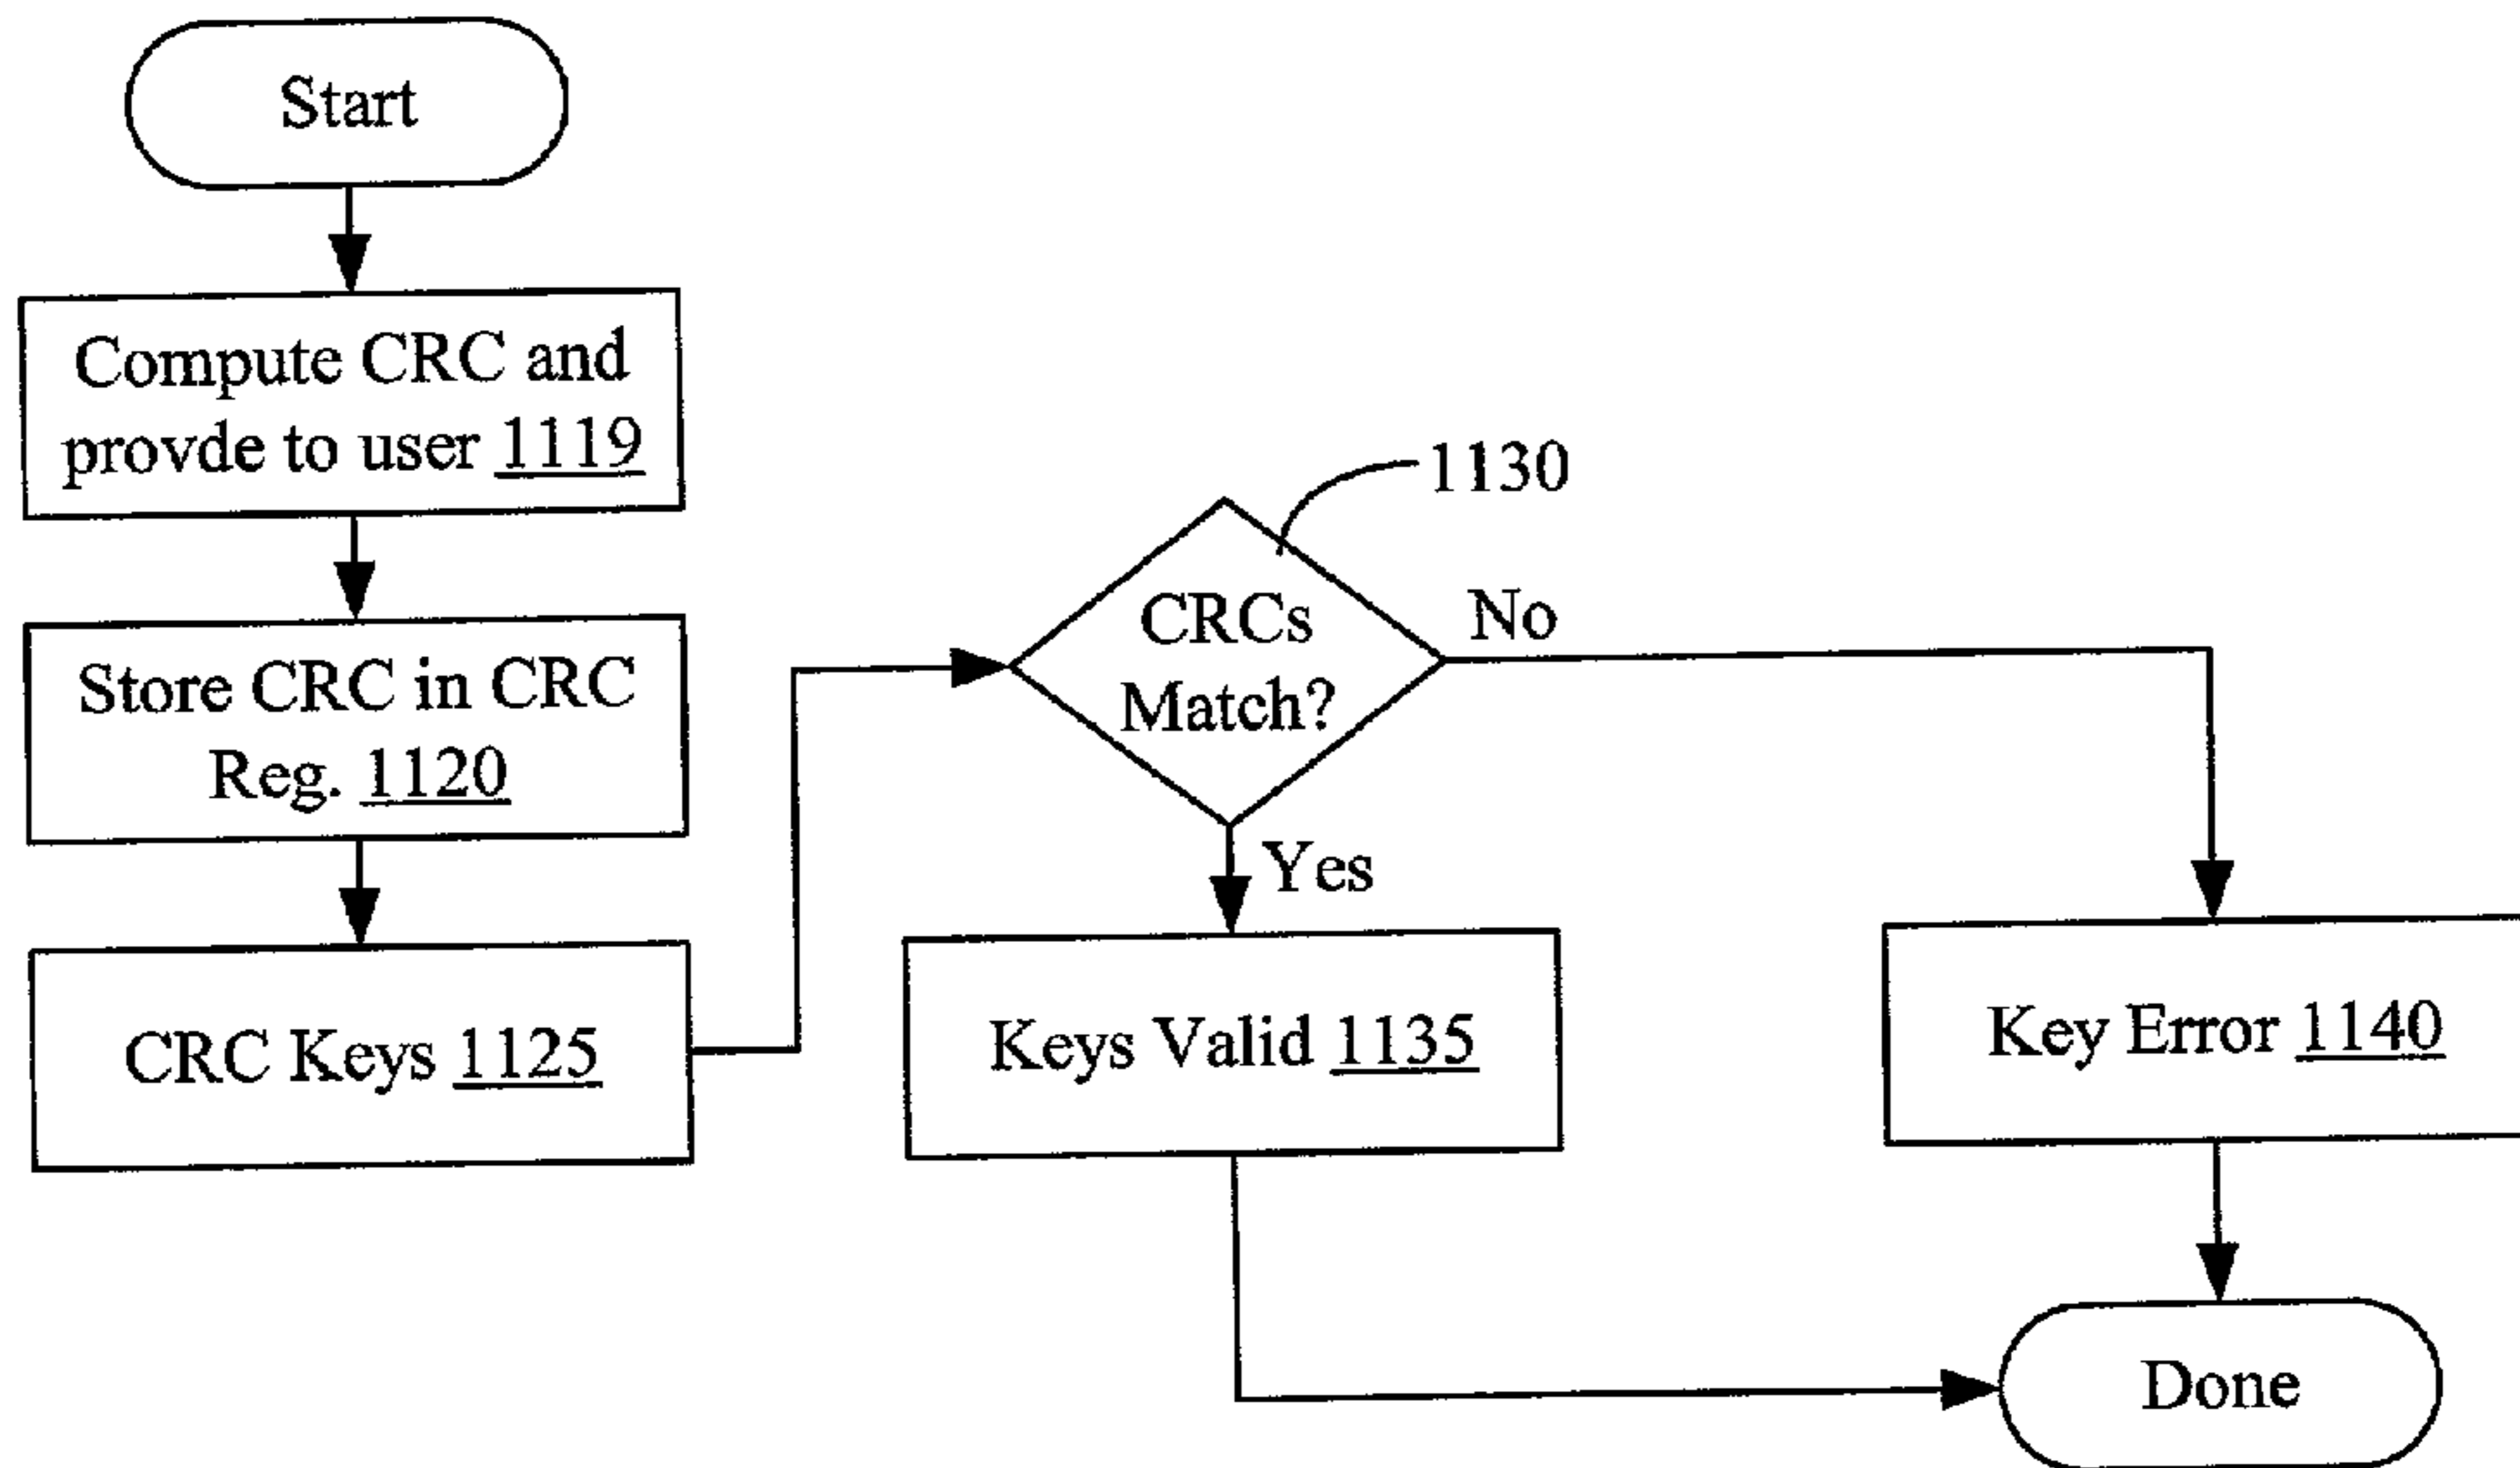 Start
Compute CRC and
provde to user 1119
Store CRC in CRC
Reg. 1120
CRC Keys 1125
1130
CRCs
Match?
No
Yes
Keys Valid 1135
Key Error 1140
Done